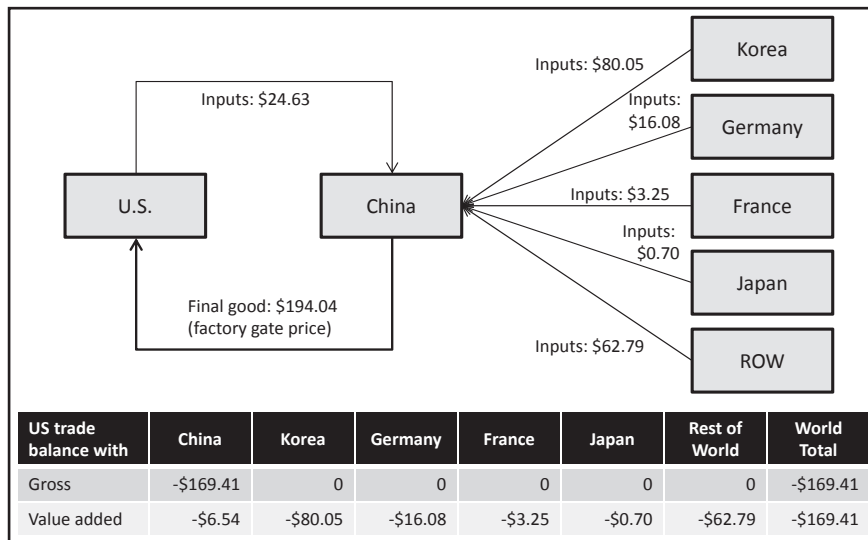 Korea
Inputs: $80.05
Inputs: $24.63
Inputs:
$16.08
Germany
U.S.
China
Inputs: $3.25
France
Inputs:
$0.70
Japan
Final good: $194.04
(factory gate price)
Inputs: $62.79
ROW
US trade balance with China Korea Germany France Japan Rest of World World Total
Gross -$169.41 0 0 0 0 0 -$169.41
Value added -$6.54 -$80.05 -$16.08 -$3.25 -$0.70 -$62.79 -$169.41